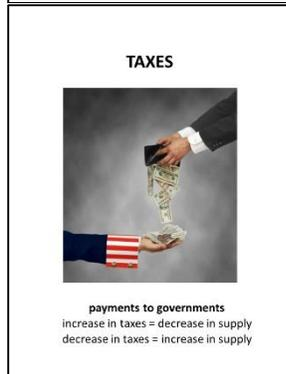 TAXES
payments to governments
increase in taxes = decrease in supply
decrease in taxes = increase in supply